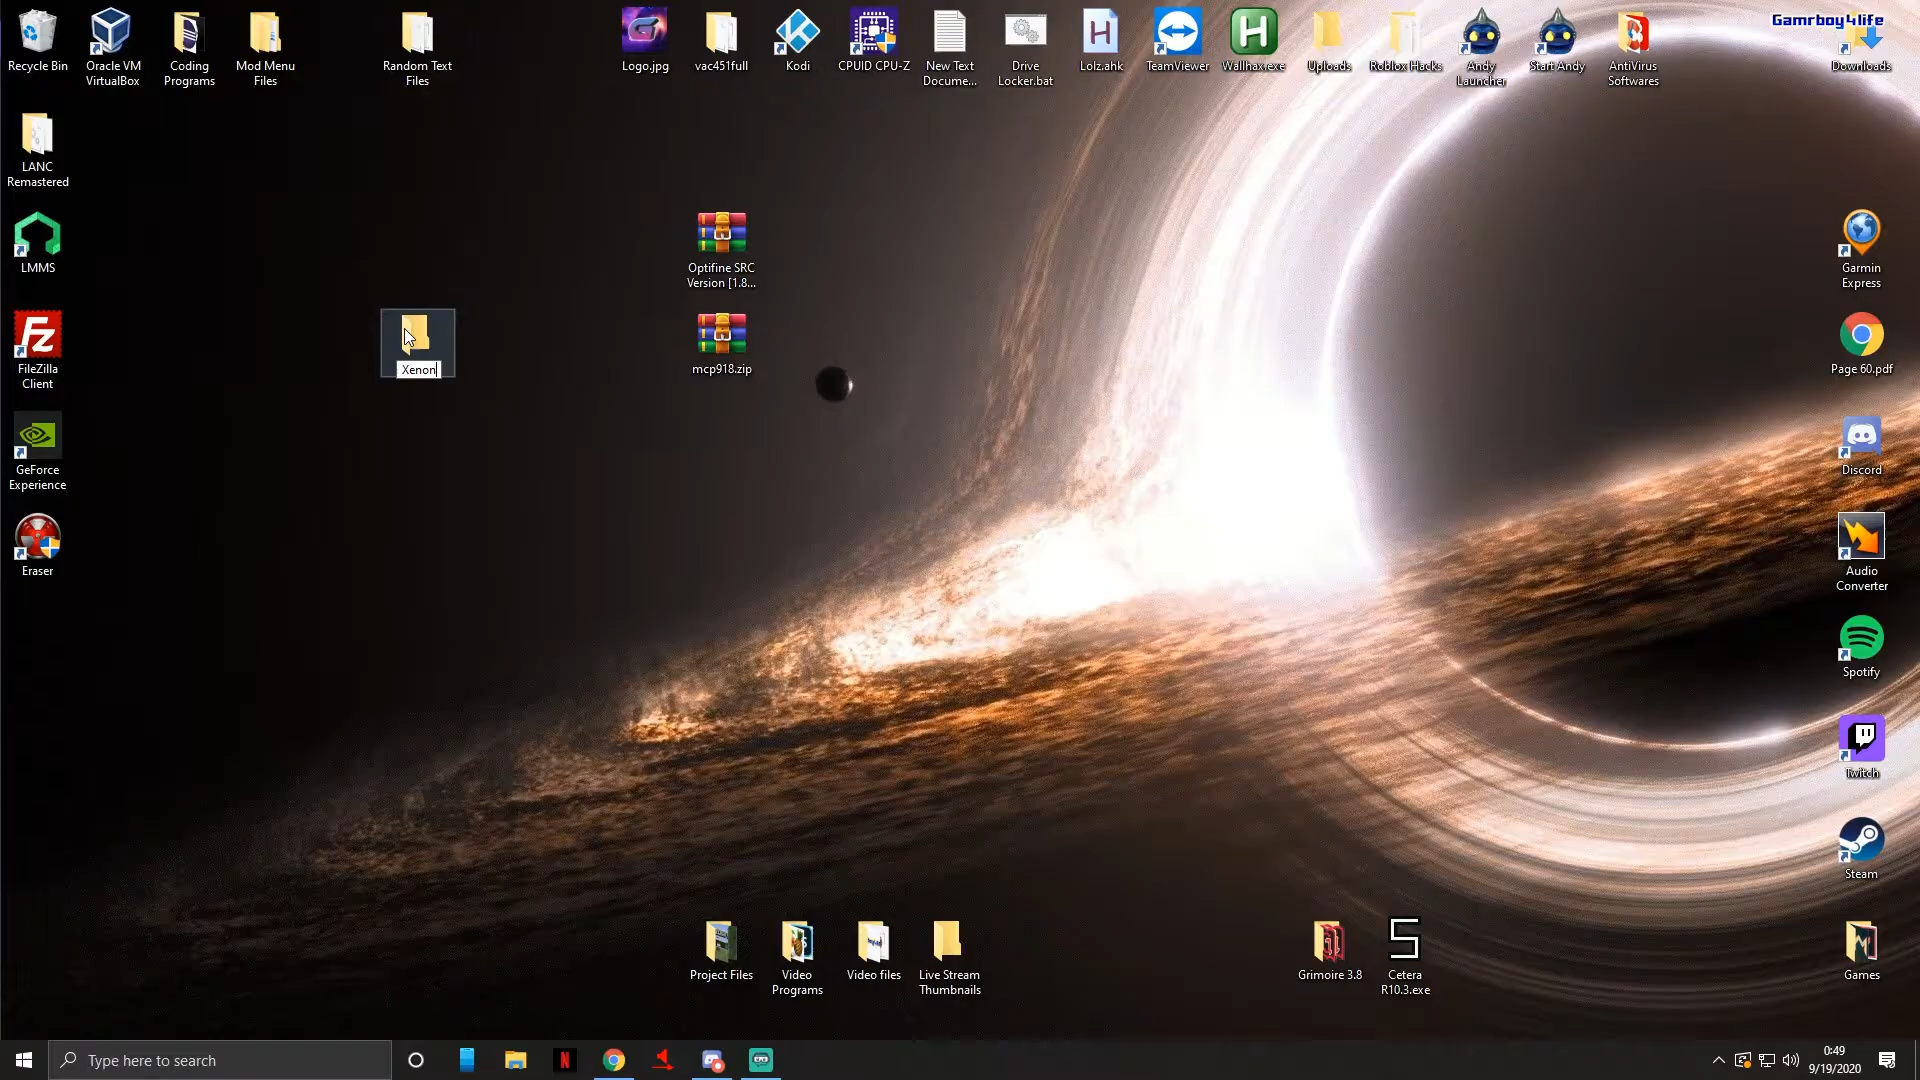 Gamrboy4life
Recycle Bin
Oracle VM
VirtualBox
Coding
Programs
Mod Menu
Files
Random Text
Files
Logo.jpg
vac451full
Kodi
CPUID CPU-Z
New Text
Docume...
Drive
Locker.bat
Lolz.ahk
TeamViewer
Wallhax.exe
Uploads
Roblox Hacks
Andy
Launcher
Start Andy
AntiVirus
Softwares
Downloads
LANC
Remastered
LMMS
Optifine SRC
Version [1.8...
Garmin
Express
FileZilla
Client
Xenon
mcp918.zip
Page 60.pdf
GeForce
Experience
Discord
Eraser
Audio
Converter
Spotify
Twitch
Steam
Project Files
Video
Programs
Video files
Live Stream
Thumbnails
Grimoire 3.8
Cetera
R10.3.exe
Games
Type here to search
0:49
9/19/2020